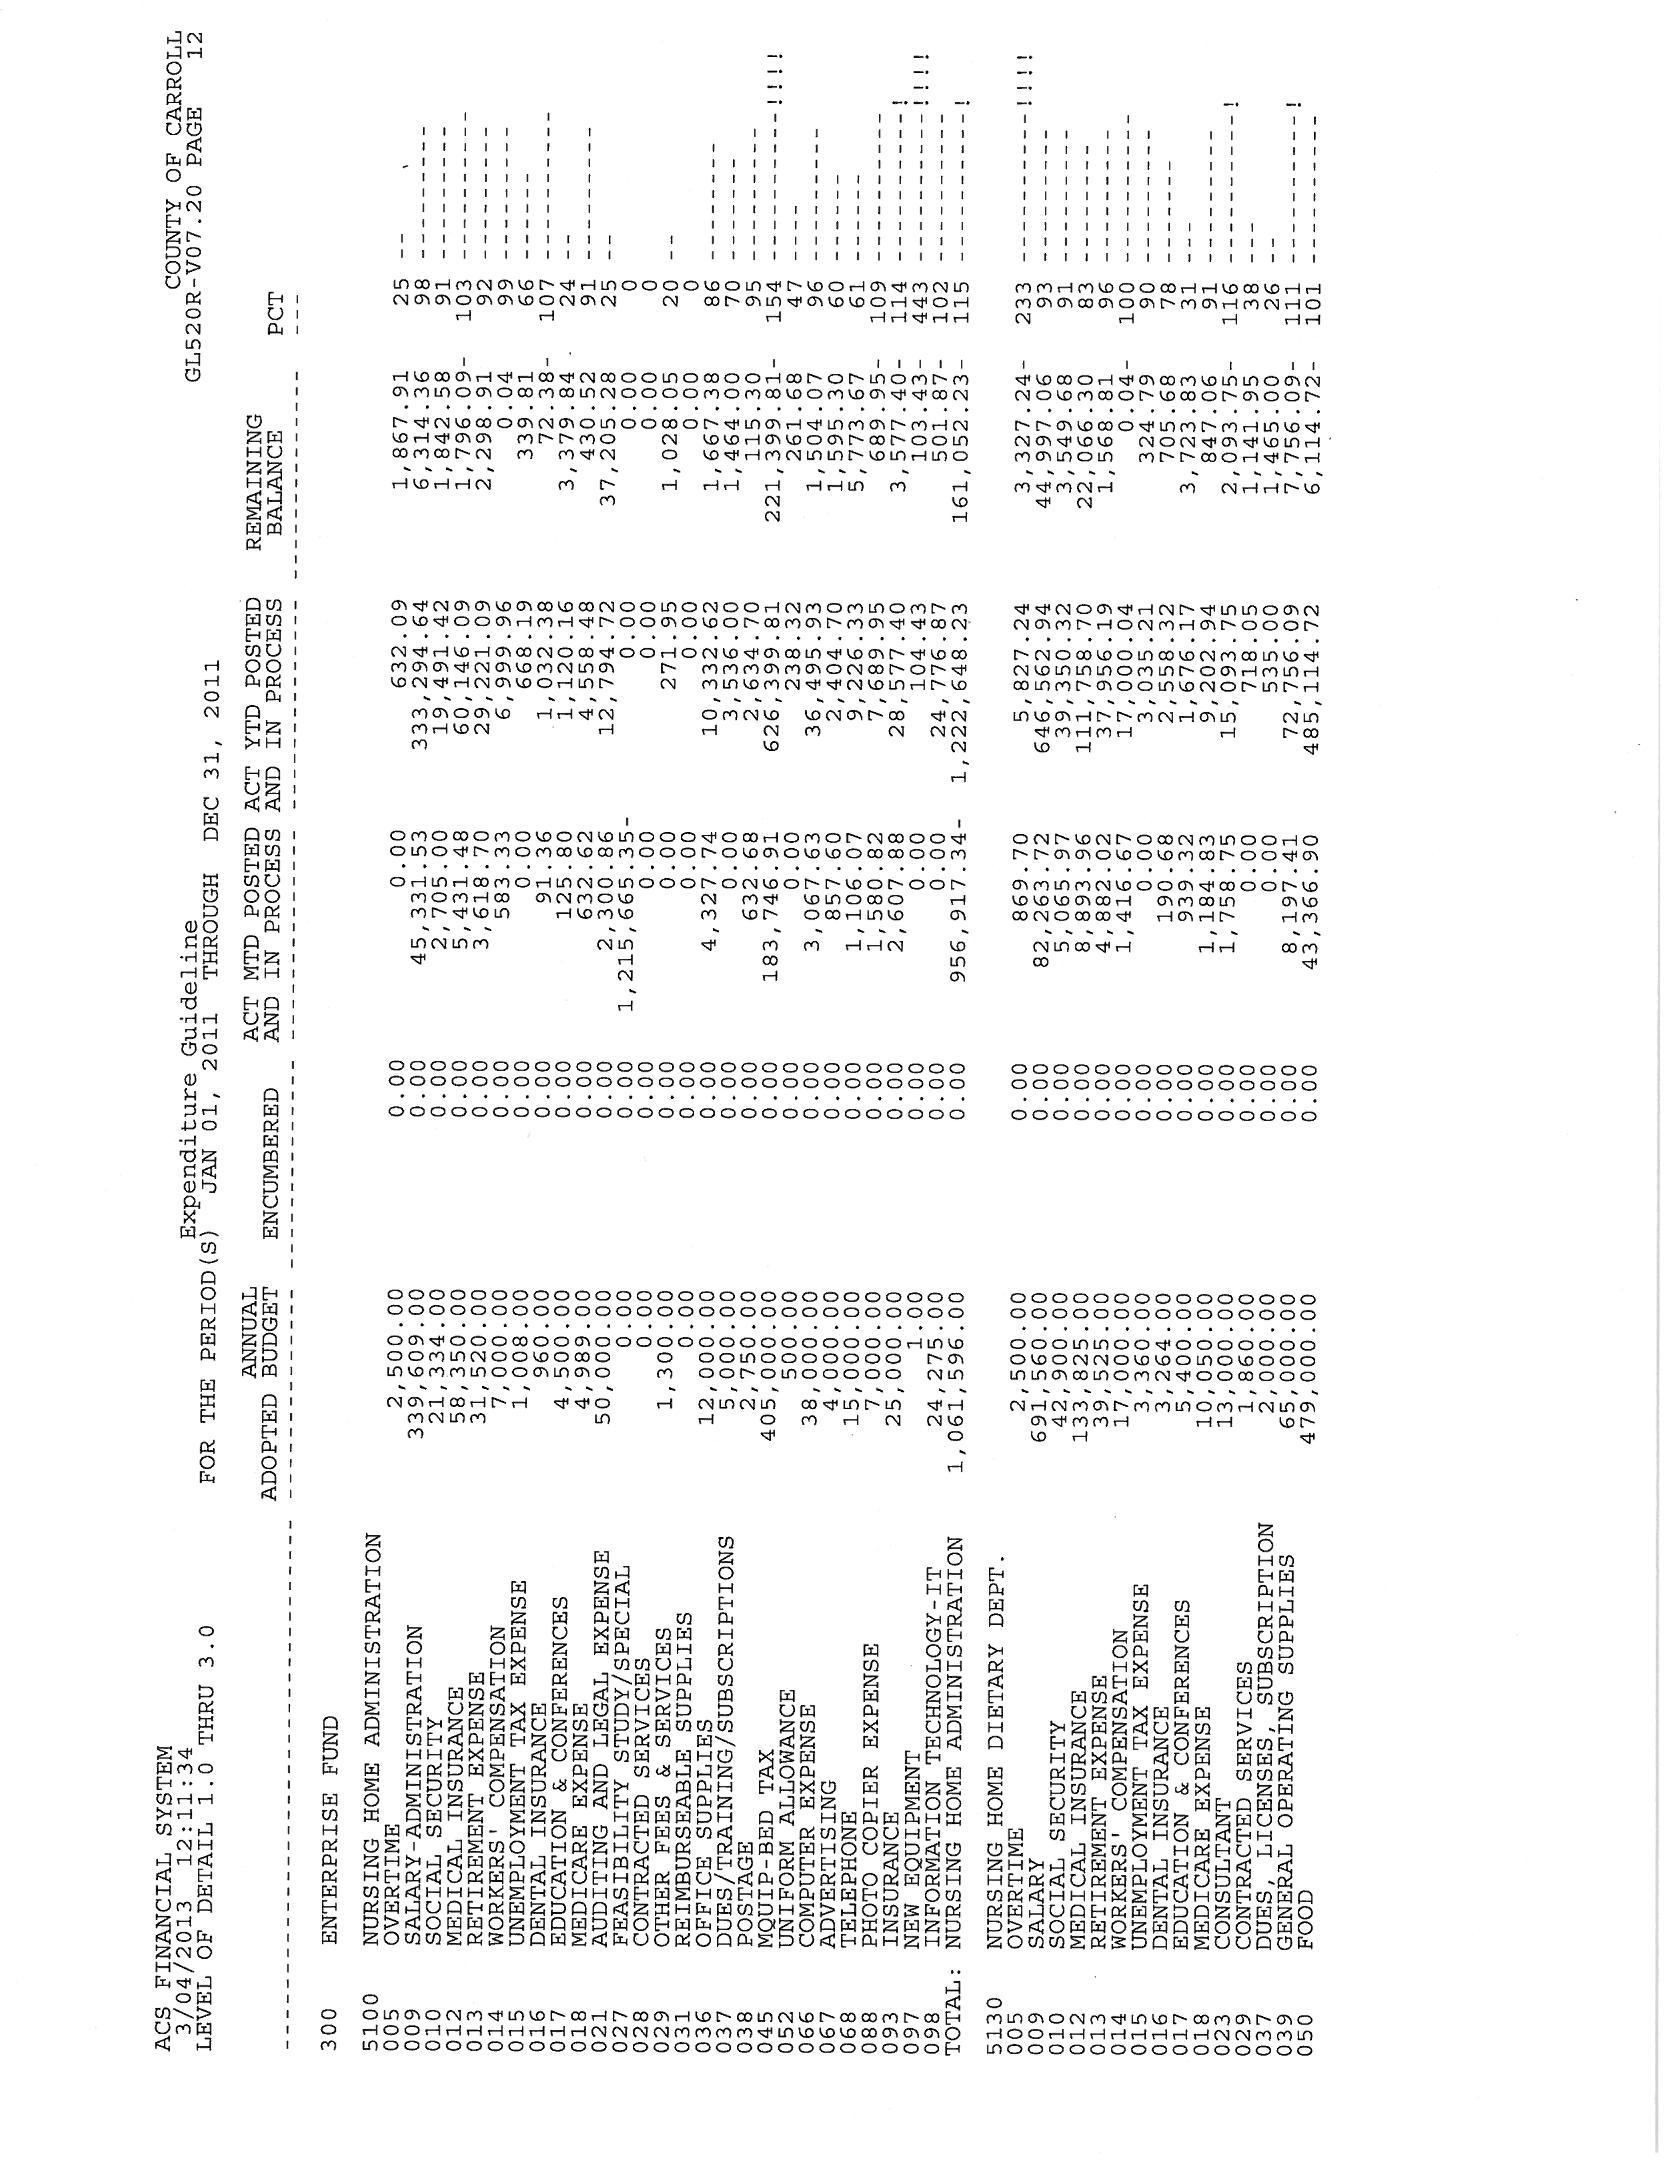 ACS FINANCIAL SYSTEM Expenditure Guideline COUNTY OF CARROLL
3/04/2013 12:11:34 FOR THE PERIOD(S) JAN 01, 2011 THROUGH DEC 31, 2011 GL520R-V07.20 PAGE 12
LEVEL OF DETAIL 1.0 THRU 3.0
ANNUAL ACT MTD POSTED ACT YTD POSTED REMAINING
ADOPTED BUDGET ENCUMBERED AND IN PROCESS AND IN PROCESS BALANCE PCT
300 ENTERPRISE FUND
5100 NURSING HOME ADMINISTRATION
005 OVERTIME 2,500.00 0.00 0.00 632.09 1,867.91 25 --
009 SALARY-ADMINISTRATION 339,609.00 0.00 45,331.53 333,294.64 6,314.36 98 ---------
010 SOCIAL SECURITY 21,334.00 0.00 2,705.00 19,491.42 1,842.58 91 ---------
012 MEDICAL INSURANCE 58,350.00 0.00 5,431.48 60,146.09 1,796.09- 103 ----------
013 RETIREMENT EXPENSE 31,520.00 0.00 3,618.70 29,221.09 2,298.91 92 ---------
014 WORKERS' COMPENSATION 7,000.00 0.00 583.33 6,999.96 0.04 99 ---------
015 UNEMPLOYMENT TAX EXPENSE 1,008.00 0.00 0.00 668.19 339.81 66 ------
016 DENTAL INSURANCE 960.00 0.00 91.36 1,032.38 72.38- 107 ----------
017 EDUCATION & CONFERENCES 4,500.00 0.00 125.80 1,120.16 3,379.84 24 --
018 MEDICARE EXPENSE 4,989.00 0.00 632.62 4,558.48 430.52 91 ---------
021 AUDITING AND LEGAL EXPENSE 50,000.00 0.00 2,300.86 12,794.72 37,205.28 25 --
027 FEASIBILITY STUDY/SPECIAL 0.00 0.00 1,215,665.35- 0.00 0.00 0
028 CONTRACTED SERVICES 0.00 0.00 0.00 0.00 0.00 0
029 OTHER FEES & SERVICES 1,300.00 0.00 0.00 271.95 1,028.05 20 --
031 REIMBURSEABLE SUPPLIES 0.00 0.00 0.00 0.00 0.00 0
036 OFFICE SUPPLIES 12,000.00 0.00 4,327.74 10,332.62 1,667.38 86 --------
037 DUES/TRAINING/SUBSCRIPTIONS 5,000.00 0.00 0.00 3,536.00 1,464.00 70 -------
038 POSTAGE 2,750.00 0.00 632.68 2,634.70 115.30 95 ---------
045 MQUIP-BED TAX 405,000.00 0.00 183,746.91 626,399.81 221,399.81- 154 ----------!!!!
052 UNIFORM ALLOWANCE 500.00 0.00 0.00 238.32 261.68 47 ----
066 COMPUTER EXPENSE 38,000.00 0.00 3,067.63 36,495.93 1,504.07 96 ---------
067 ADVERTISING 4,000.00 0.00 857.60 2,404.70 1,595.30 60 ------
068 TELEPHONE 15,000.00 0.00 1,106.07 9,226.33 5,773.67 61 ------
088 PHOTO COPIER EXPENSE 7,000.00 0.00 1,580.82 7,689.95 689.95- 109 ----------
093 INSURANCE 25,000.00 0.00 2,607.88 28,577.40 3,577.40- 114 ----------!
097 NEW EQUIPMENT 1.00 0.00 0.00 104.43 103.43- 443 ----------!!!!
098 INFORMATION TECHNOLOGY-IT 24,275.00 0.00 0.00 24,776.87 501.87- 102 ----------
TOTAL: NURSING HOME ADMINISTRATION 1,061,596.00 0.00 956,917.34- 1,222,648.23 161,052.23- 115 ----------!
5130 NURSING HOME DIETARY DEPT.
005 OVERTIME 2,500.00 0.00 869.70 5,827.24 3,327.24- 233 ----------!!!!
009 SALARY 691,560.00 0.00 82,263.72 646,562.94 44,997.06 93 ---------
010 SOCIAL SECURITY 42,900.00 0.00 5,065.97 39,350.32 3,549.68 91 ---------
012 MEDICAL INSURANCE 133,825.00 0.00 8,893.96 111,758.70 22,066.30 83 --------
013 RETIREMENT EXPENSE 39,525.00 0.00 4,882.02 37,956.19 1,568.81 96 ---------
014 WORKERS' COMPENSATION 17,000.00 0.00 1,416.67 17,000.04 0.04- 100 ----------
015 UNEMPLOYMENT TAX EXPENSE 3,360.00 0.00 0.00 3,035.21 324.79 90 ---------
016 DENTAL INSURANCE 3,264.00 0.00 190.68 2,558.32 705.68 78 -------
017 EDUCATION & CONFERENCES 5,400.00 0.00 939.32 1,676.17 3,723.83 31 ---
018 MEDICARE EXPENSE 10,050.00 0.00 1,184.83 9,202.94 847.06 91 ---------
023 CONSULTANT 13,000.00 0.00 1,758.75 15,093.75 2,093.75- 116 ----------!
029 CONTRACTED SERVICES 1,860.00 0.00 0.00 718.05 1,141.95 38 ---
037 DUES, LICENSES, SUBSCRIPTION 2,000.00 0.00 0.00 535.00 1,465.00 26 --
039 GENERAL OPERATING SUPPLIES 65,000.00 0.00 8,197.41 72,756.09 7,756.09- 111 ----------!
050 FOOD 479,000.00 0.00 43,366.90 485,114.72 6,114.72- 101 ----------